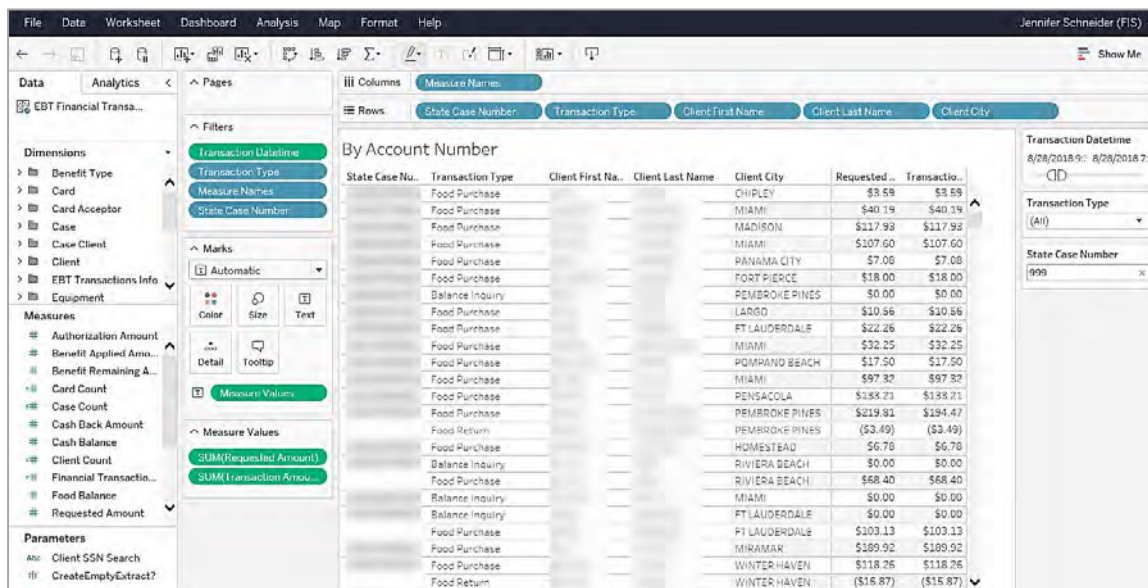 File Data Worksheet Dashboard Analysis Map Format Help Jennifer Schneider (FIS)
Show Me
Data Analytics
EBT Financial Transa...
Dimensions
Benefit Type
Card
Card Acceptor
Case
Case Client
Client
EBT Transactions Info
Equipment
Measures
Authorization Amount
Benefit Applied Amo...
Benefit Remaining A...
Card Count
Case Count
Cash Back Amount
Cash Balance
Client Count
Financial Transactio...
Food Balance
Requested Amount
Parameters
Abc Client SSN Search
CreateEmptyExtract?
Pages
Filters
Transaction Datetime
Transaction Type
Measure Names
State Case Number
Marks
Automatic
Color Size Text
Detail Tooltip
Measure Values
Measure Values
SUM(Requested Amount)
SUM(Transaction Amou...
Columns Measure Names
Rows State Case Number Transaction Type Client First Name Client Last Name Client City
By Account Number
State Case Nu.. Transaction Type Client First Na.. Client Last Name Client City Requested .. Transactio..
Food Purchase CHIPLEY $3.59 $3.59
Food Purchase MIAMI $40.19 $40.19
Food Purchase MADISON $117.93 $117.93
Food Purchase MIAMI $107.60 $107.60
Food Purchase PANAMA CITY $7.08 $7.08
Food Purchase FORT PIERCE $18.00 $18.00
Balance Inquiry PEMBROKE PINES $0.00 $0.00
Food Purchase LARGO $10.56 $10.56
Food Purchase FT LAUDERDALE $22.26 $22.26
Food Purchase MIAMI $32.25 $32.25
Food Purchase POMPANO BEACH $17.50 $17.50
Food Purchase MIAMI $97.32 $97.32
Food Purchase PENSACOLA $133.21 $133.21
Food Purchase PEMBROKE PINES $219.81 $194.47
Food Return PEMBROKE PINES ($3.49) ($3.49)
Food Purchase HOMESTEAD $6.78 $6.78
Balance Inquiry RIVIERA BEACH $0.00 $0.00
Food Purchase RIVIERA BEACH $68.40 $68.40
Balance Inquiry MIAMI $0.00 $0.00
Balance Inquiry FT LAUDERDALE $0.00 $0.00
Food Purchase FT LAUDERDALE $103.13 $103.13
Food Purchase MIRAMAR $189.92 $189.92
Food Purchase WINTER HAVEN $118.26 $118.26
Food Return WINTER HAVEN ($15.87) ($15.87)
Transaction Datetime
8/28/2018 9:. 8/28/2018 7:
Transaction Type
(All)
State Case Number
999